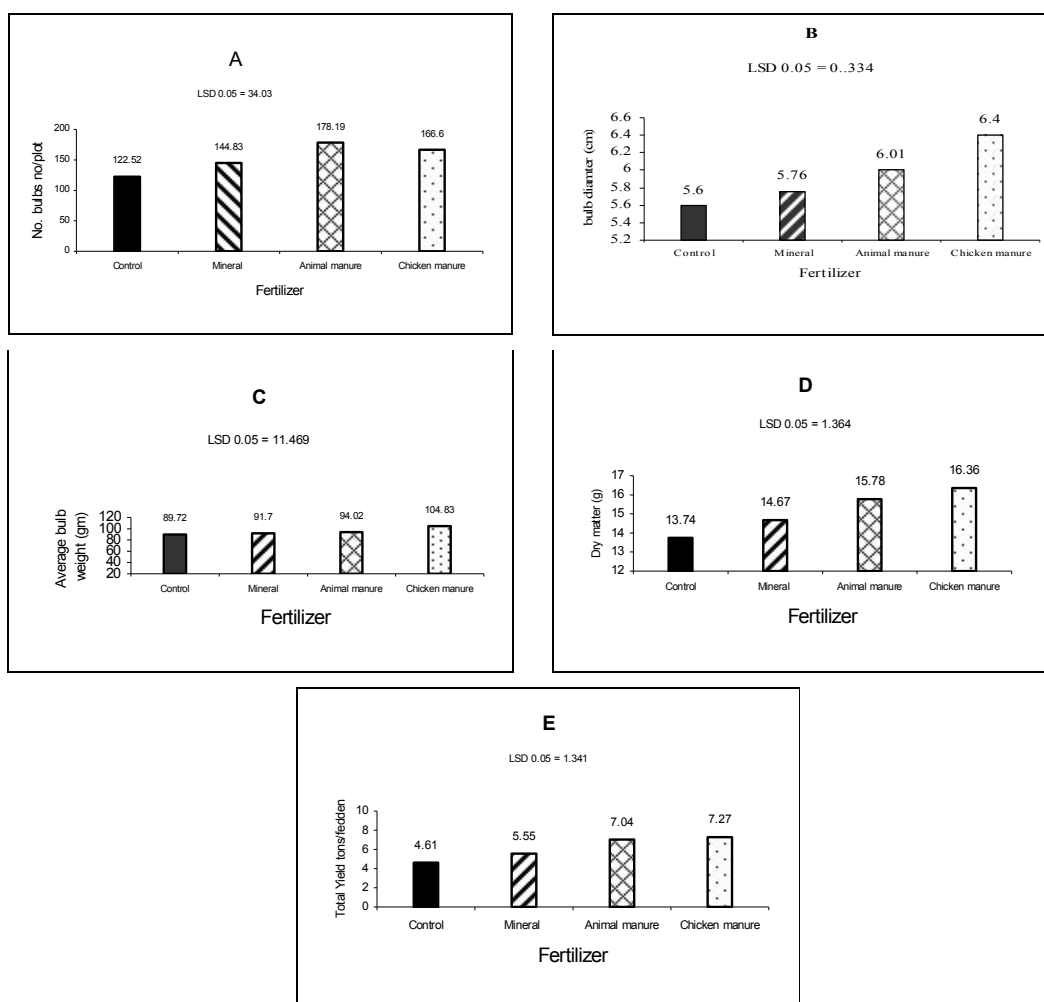 A
LSD 0.05 = 34.03
No. bulbs no/plot
200
150
100
50
0
122.52
144.83
178.19
166.6
Control Mineral Animal manure Chicken manure
Fertilizer
B
LSD 0.05 = 0..334
bulb diamter (cm)
6.6
6.4
6.2
6
5.8
5.6
5.4
5.2
5.6
5.76
6.01
6.4
Control Mineral Animal manure Chicken manure
Fertilizer
C
LSD 0.05 = 11.469
Average bulb
weight (gm)
120
100
80
60
40
20
89.72
91.7
94.02
104.83
Control Mineral Animal manure Chicken manure
Fertilizer
D
LSD 0.05 = 1.364
Dry matter (g)
17
16
15
14
13
12
13.74
14.67
15.78
16.36
Control Mineral Animal manure Chicken manure
Fertilizer
E
LSD 0.05 = 1.341
Total Yield tons/fedden
10
8
6
4
2
0
4.61
5.55
7.04
7.27
Control Mineral Animal manure Chicken manure
Fertilizer